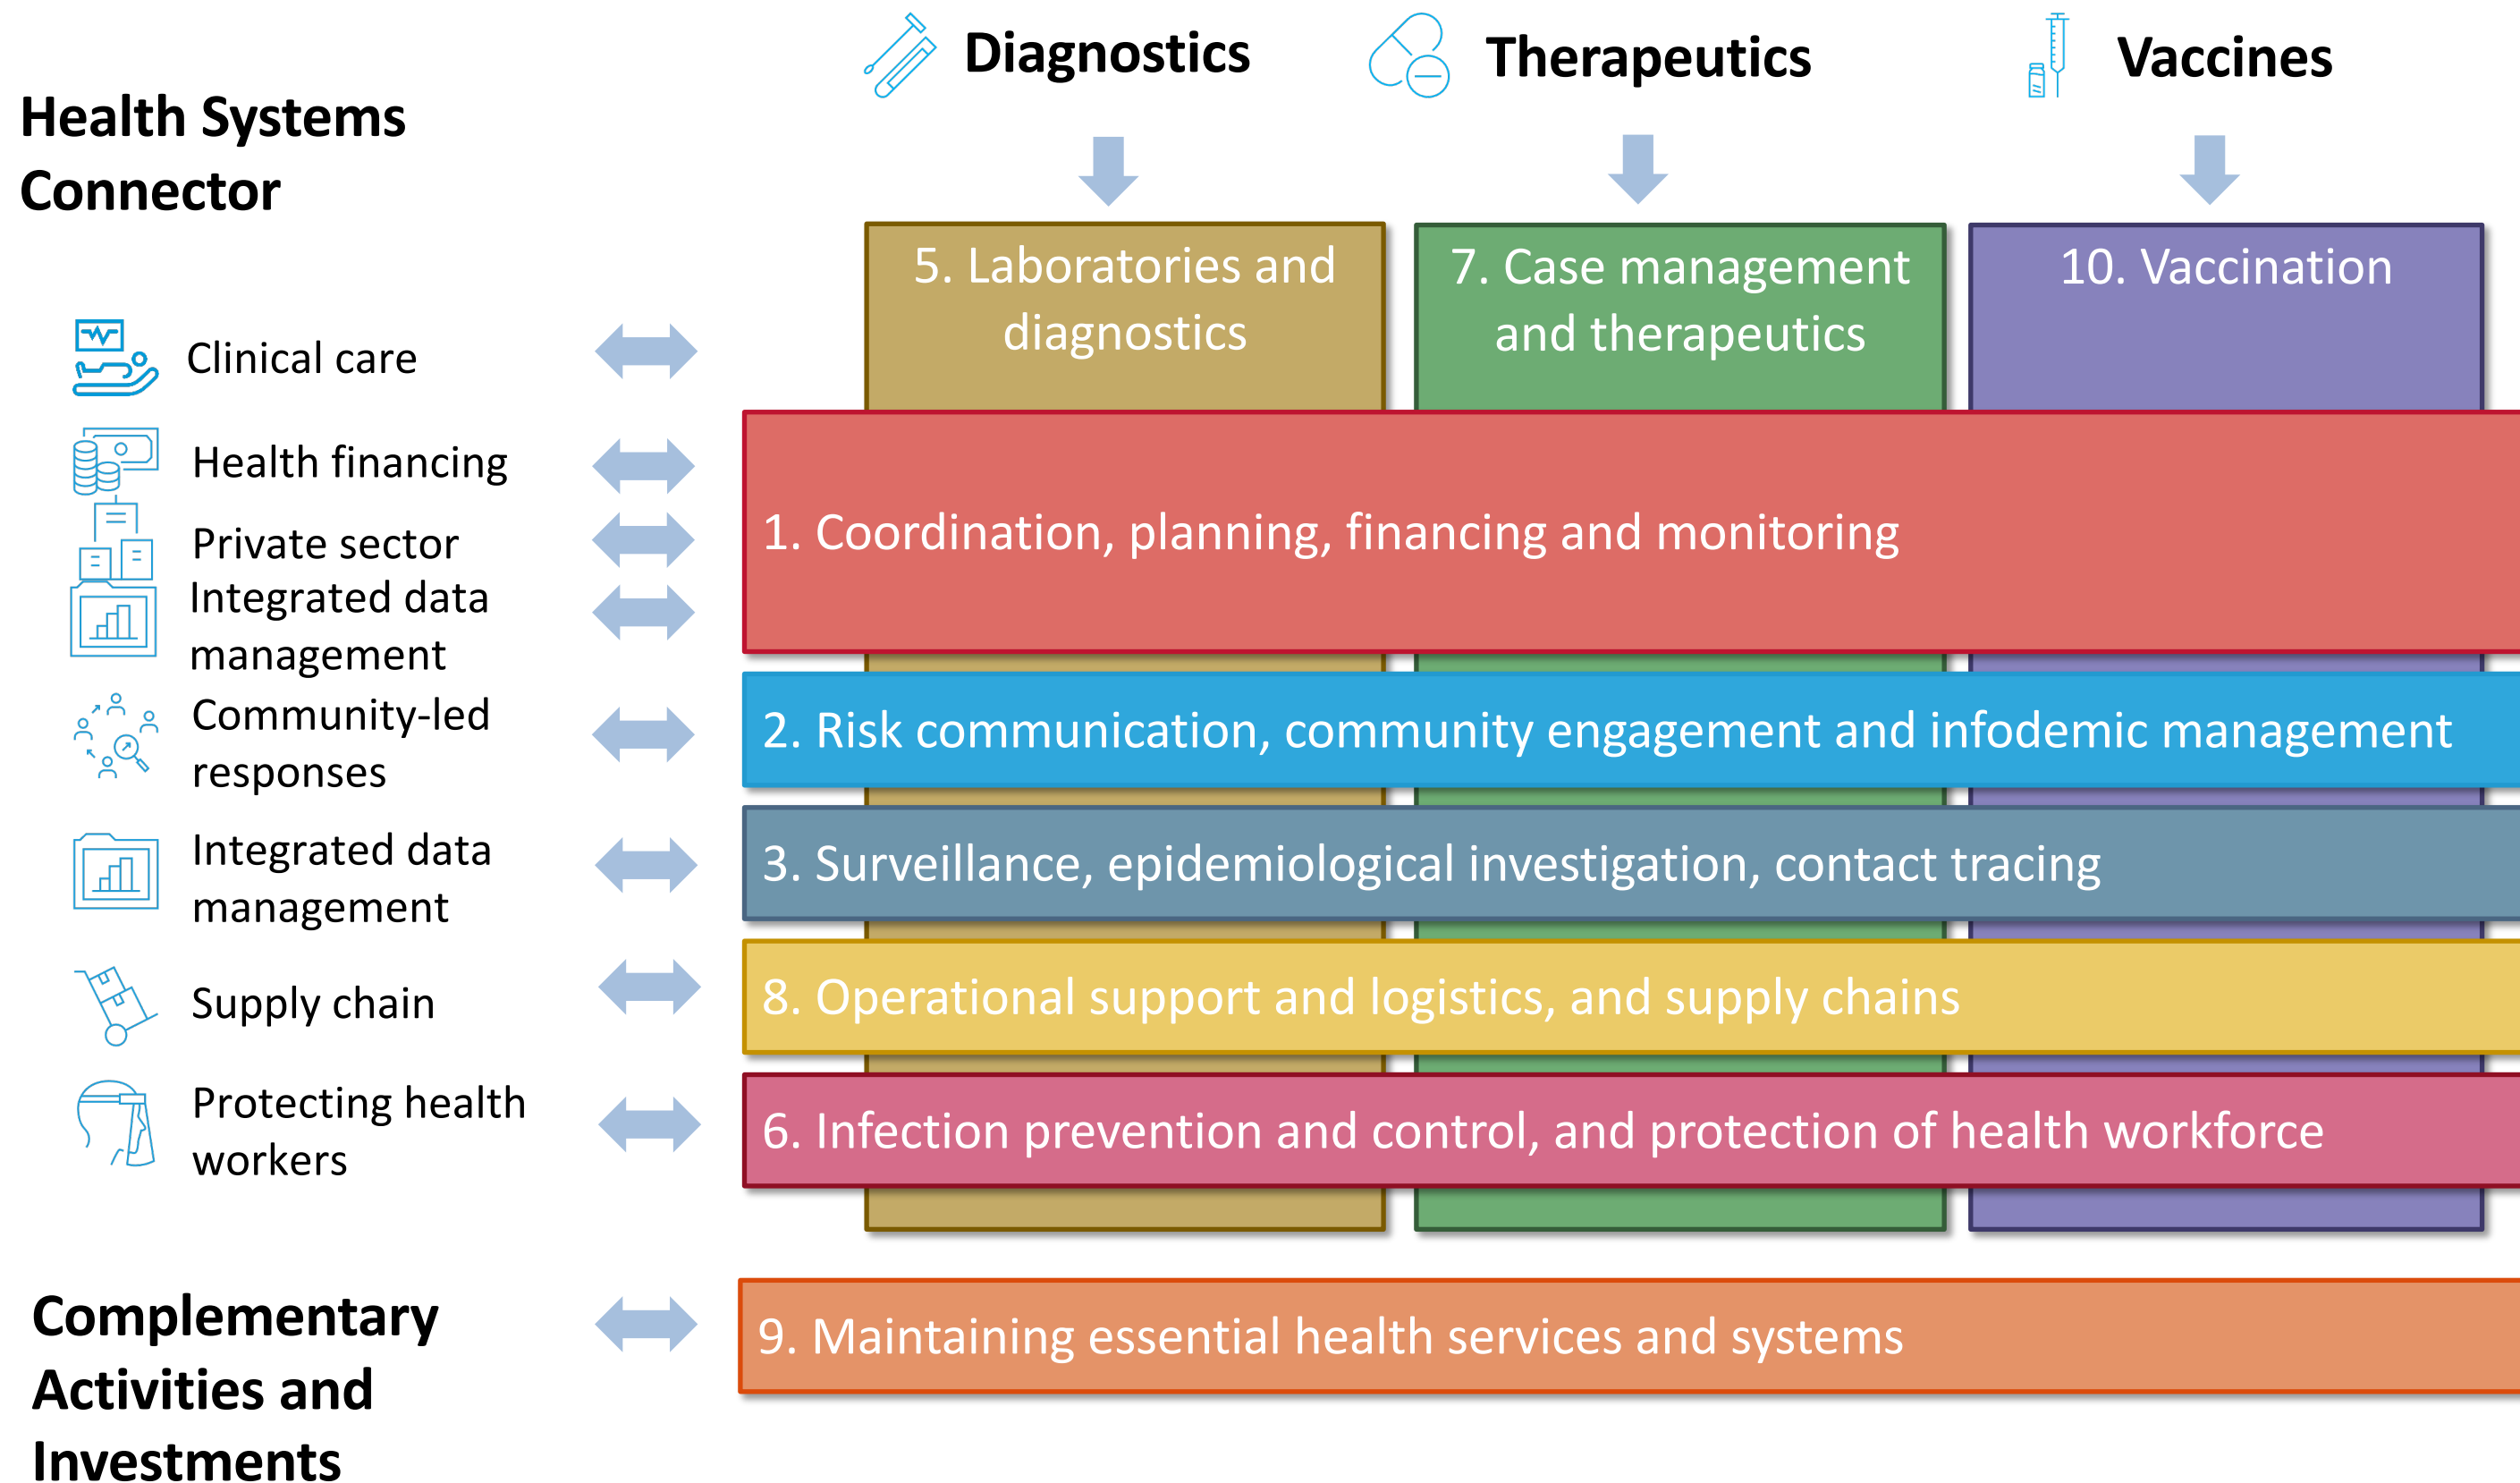 Diagnostics
Therapeutics
Vaccines
Health Systems
Connector
5. Laboratories and
diagnostics
7. Case management
and therapeutics
10. Vaccination
Clinical care
Health financing
Private sector
Integrated data
management
1. Coordination, planning, financing and monitoring
Community-led
responses
2. Risk communication, community engagement and infodemic management
Integrated data
management
3. Surveillance, epidemiological investigation, contact tracing
Supply chain
8. Operational support and logistics, and supply chains
Protecting health
workers
6. Infection prevention and control, and protection of health workforce
Complementary
Activities and
Investments
9. Maintaining essential health services and systems